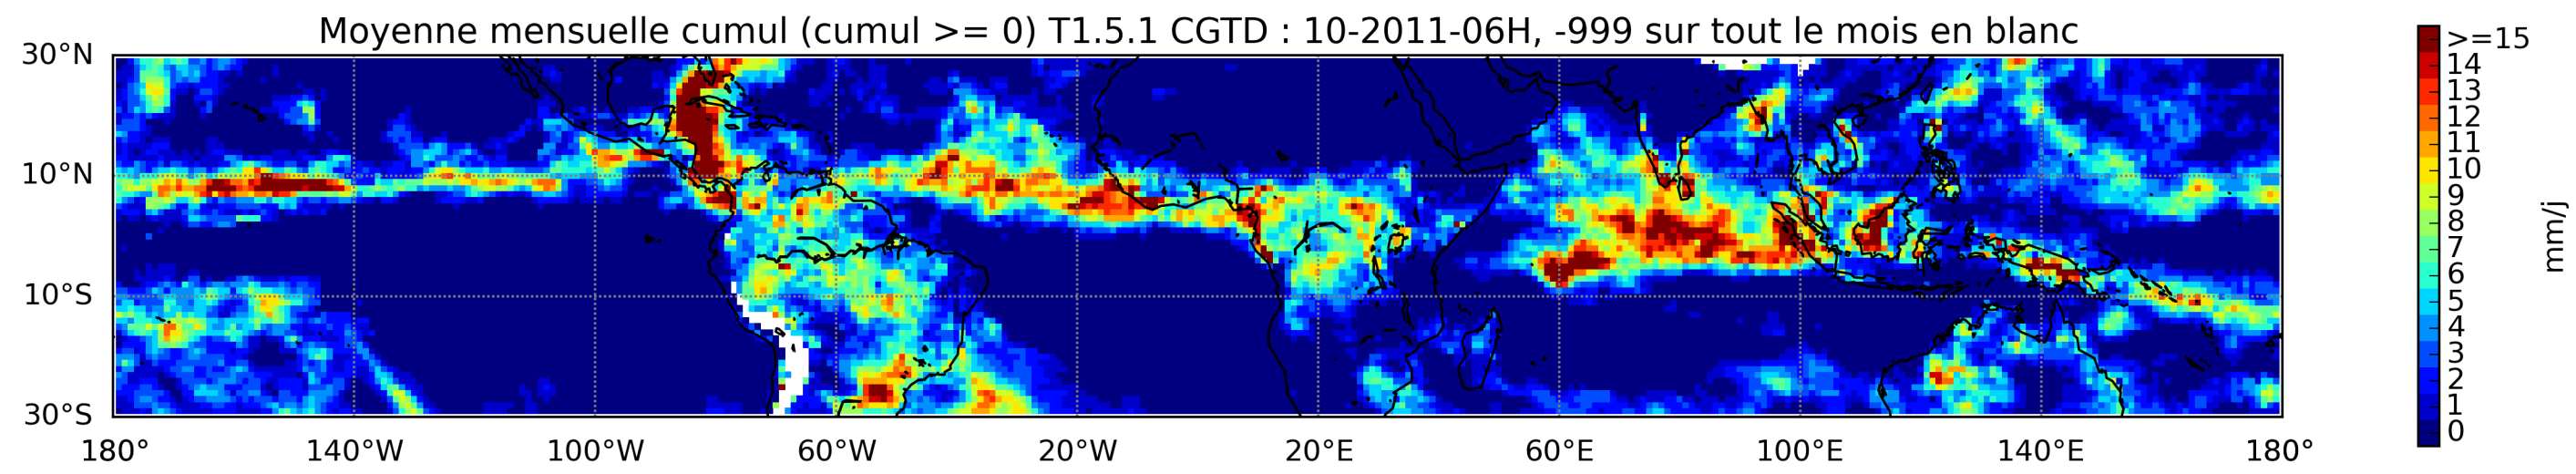 Moyenne mensuelle cumul (cumul >= 0) T1.5.1 CGTD : 10-2011-06H, -999 sur tout le mois en blanc
30°N
10°N
10°S
30°S
180°
140°W
100°W
60°W
20°W
20°E
60°E
100°E
140°E
180°
>=15
14
13
12
11
10
9
8
7
6
5
4
3
2
1
0
mm/j